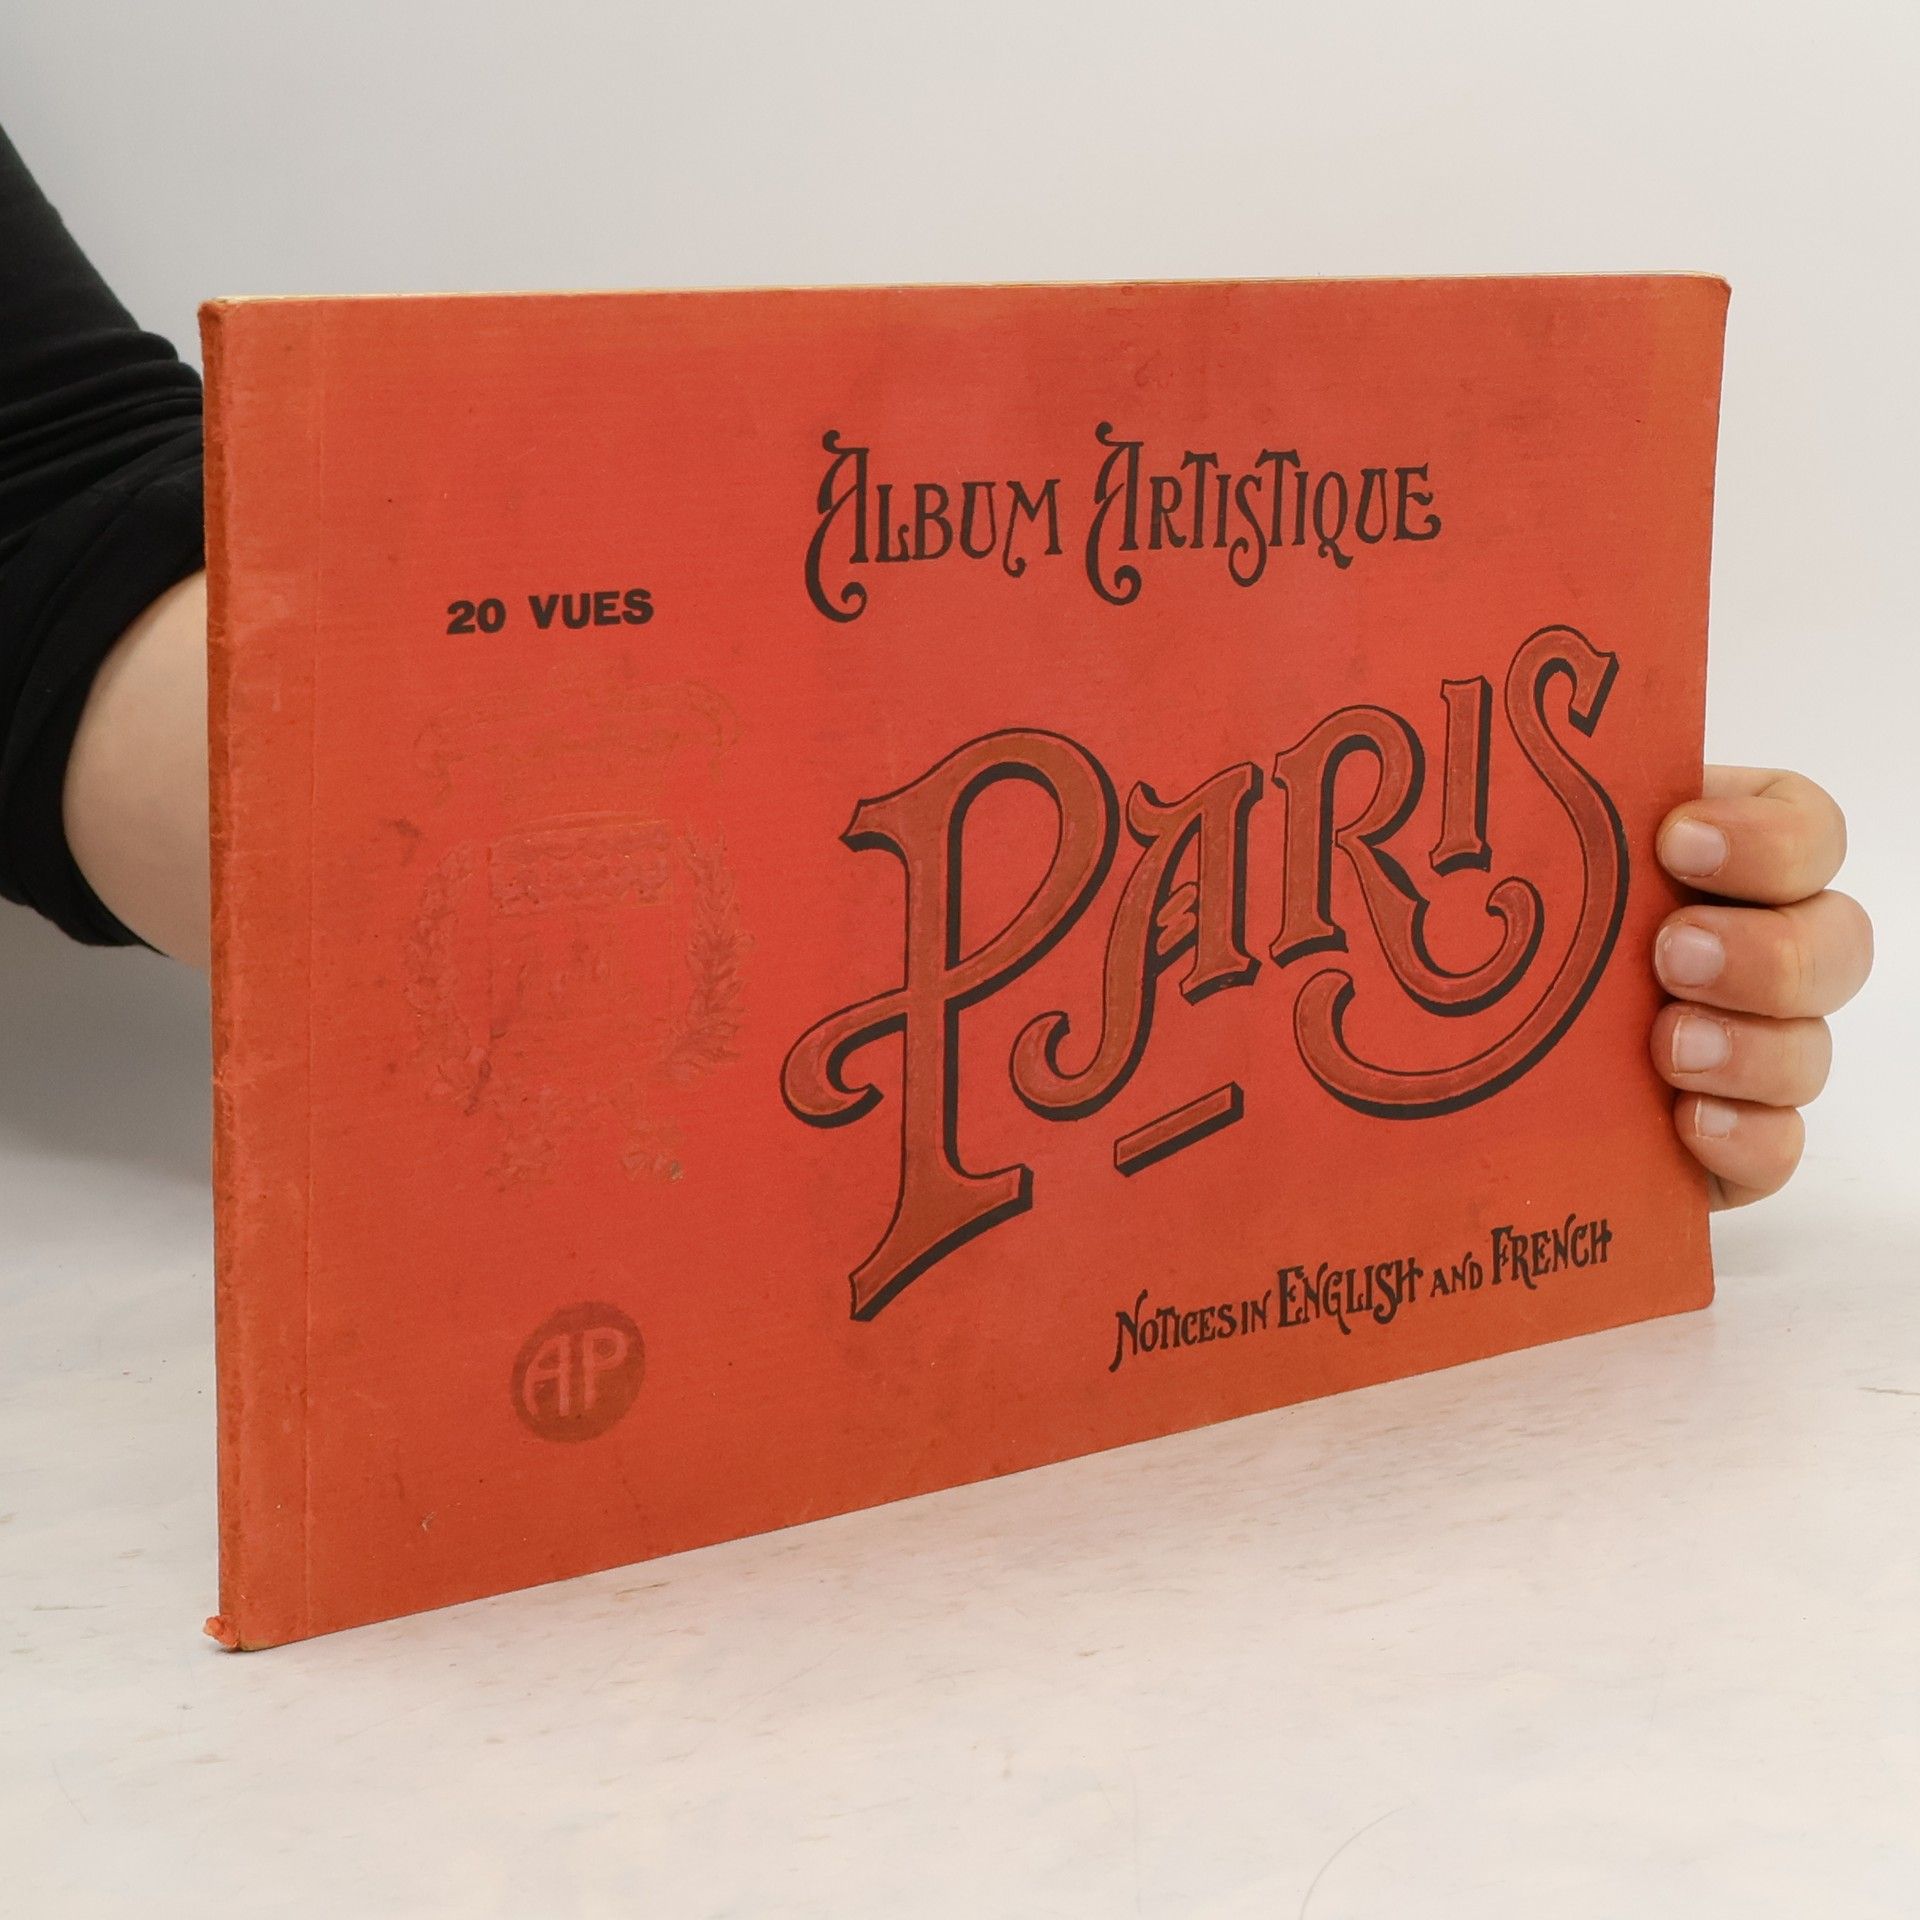 ALBUM ARTISTIQUE
20 VUES
PARIS
NOTICES IN ENGLISH AND FRENCH
AP